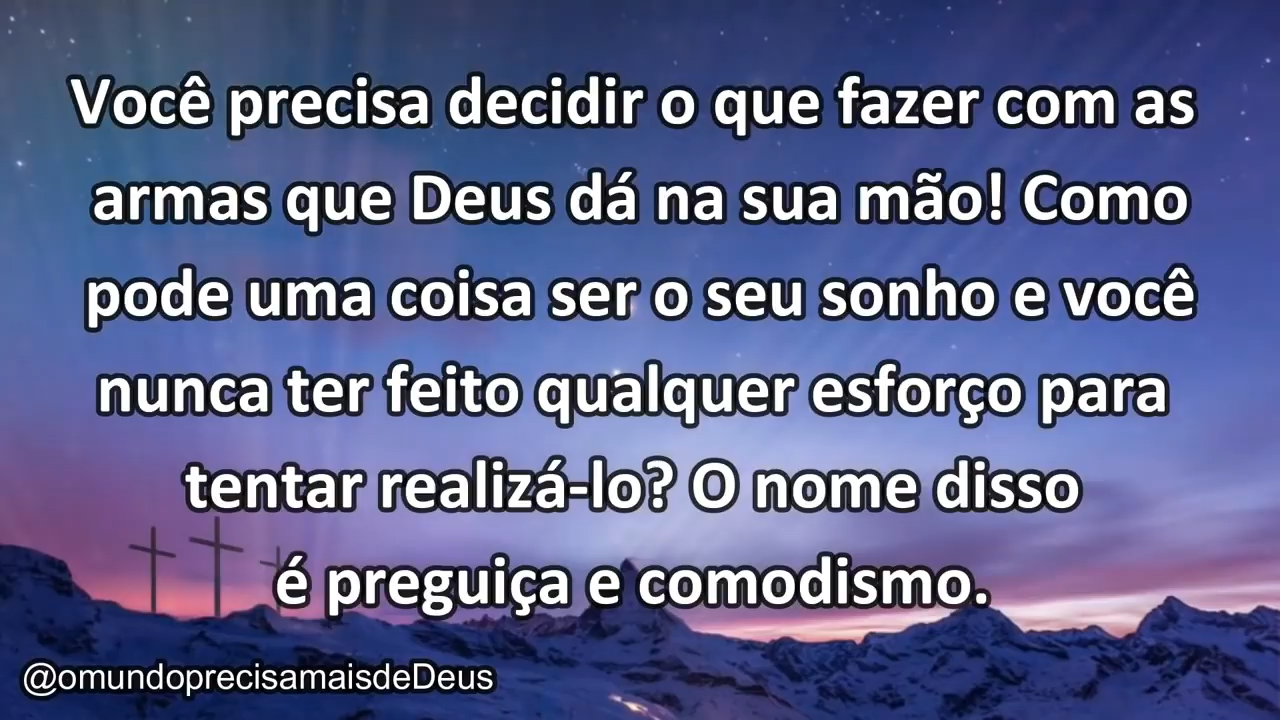 Você precisa decidir o que fazer com as
armas que Deus dá na sua mão! Como
pode uma coisa ser o seu sonho e você
nunca ter feito qualquer esforço para
tentar realizá-lo? O nome disso
é preguiça e comodismo.
@omundoprecisamaisdeDeus